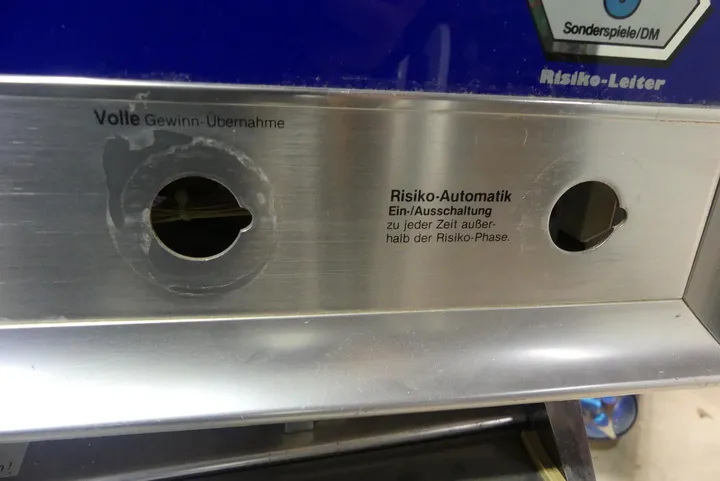 Sonderspiele/DM
Risiko-Leiter
Volle Gewinn-Übernahme
Risiko-Automatik
Ein-/Ausschaltung
zu jeder Zeit außer-
halb der Risiko-Phase.